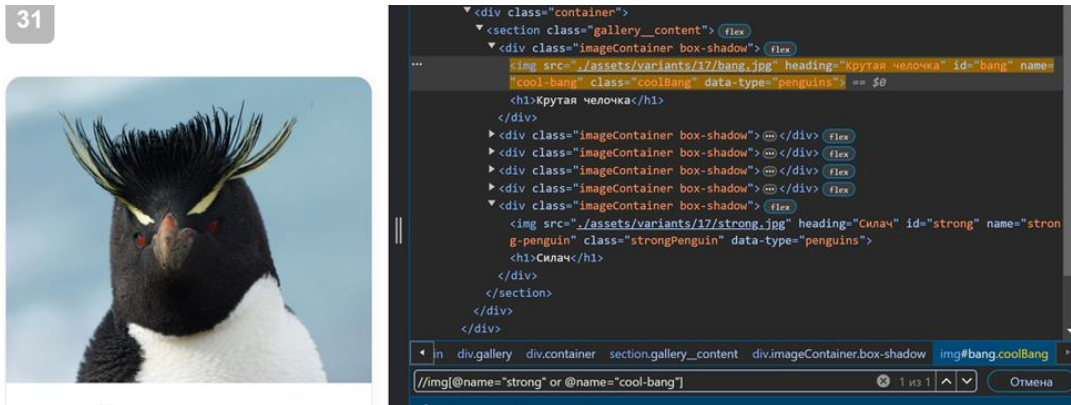 31
▼<div class="container">
▼<section class="gallery__content"> flex
▼<div class="imageContainer box-shadow"> flex
<img src="./assets/variants/17/bang.jpg" heading="Крутая челочка" id="bang" name=
"cool-bang" class="coolBang" data-type="penguins"> == $0
<h1>Крутая челочка</h1>
</div>
▶<div class="imageContainer box-shadow">⋯</div> flex
▶<div class="imageContainer box-shadow">⋯</div> flex
▶<div class="imageContainer box-shadow">⋯</div> flex
▶<div class="imageContainer box-shadow">⋯</div> flex
▼<div class="imageContainer box-shadow"> flex
<img src="./assets/variants/17/strong.jpg" heading="Силач" id="strong" name="stron
g-penguin" class="strongPenguin" data-type="penguins">
<h1>Силач</h1>
</div>
</section>
</div>
</div>
in div.gallery div.container section.gallery__content div.imageContainer.box-shadow img#bang.coolBang
//img[@name="strong" or @name="cool-bang"] 1 из 1 Отмена